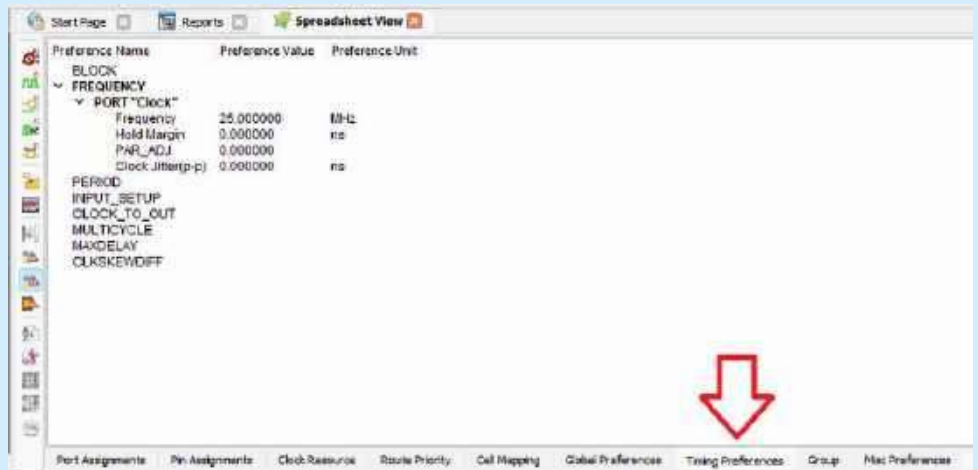 Start Page Reports Spreadsheet View
Preference Name Preference Value Preference Unit
BLOCK
FREQUENCY
PORT "Clock"
Frequency 25.000000 MHz
Hold Margin 0.000000 ns
PAR_ADJ 0.000000
Clock Jitter(p-p) 0.000000 ns
PERIOD
INPUT_SETUP
CLOCK_TO_OUT
MULTICYCLE
MAXDELAY
CLKSKEWDIFF
Port Assignments Pin Assignments Clock Resource Route Priority Cell Mapping Global Preferences Timing Preferences Group Misc Preferences